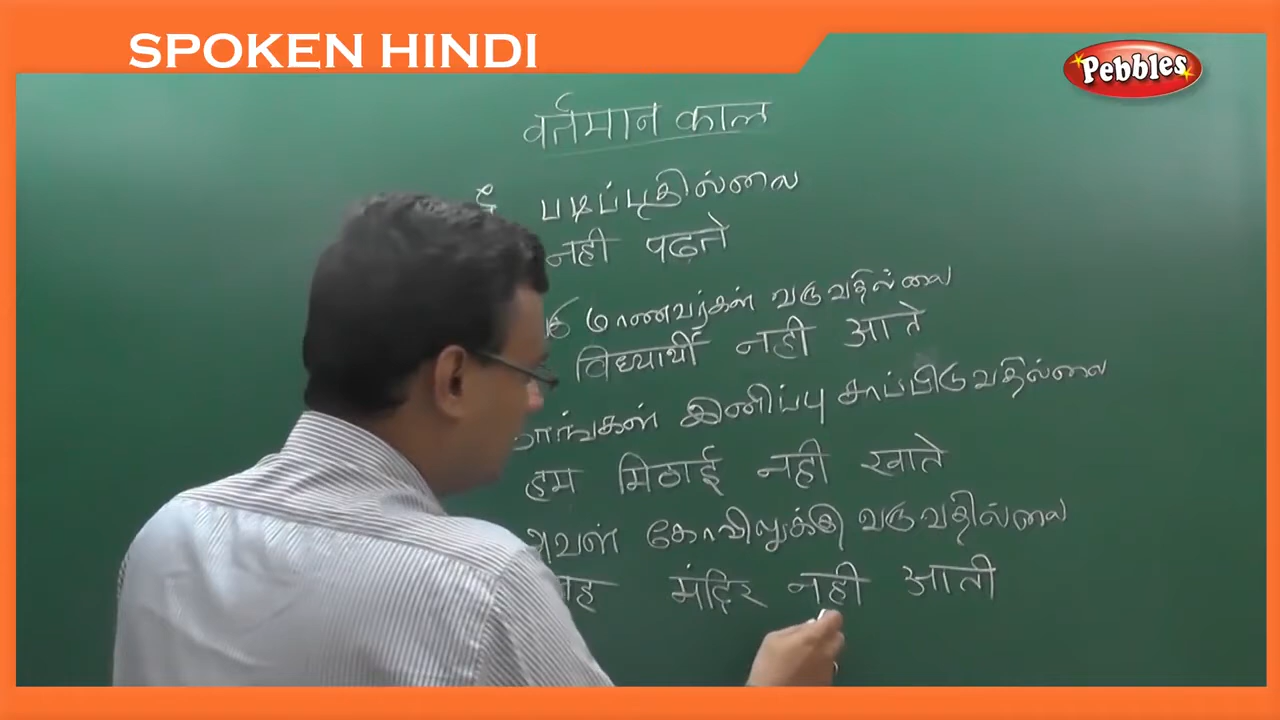 SPOKEN HINDI
Pebbles
वर्तमान काल
படிப்பதில்லை
नही पढते
மாணவர்கள் வருவதில்லை
विध्यार्थी नही आते
இனிப்பு சாப்பிடுவதில்லை
हम मिठाई नही खाते
அவள் கோவிலுக்கு வருவதில்லை
मंदिर नही आती